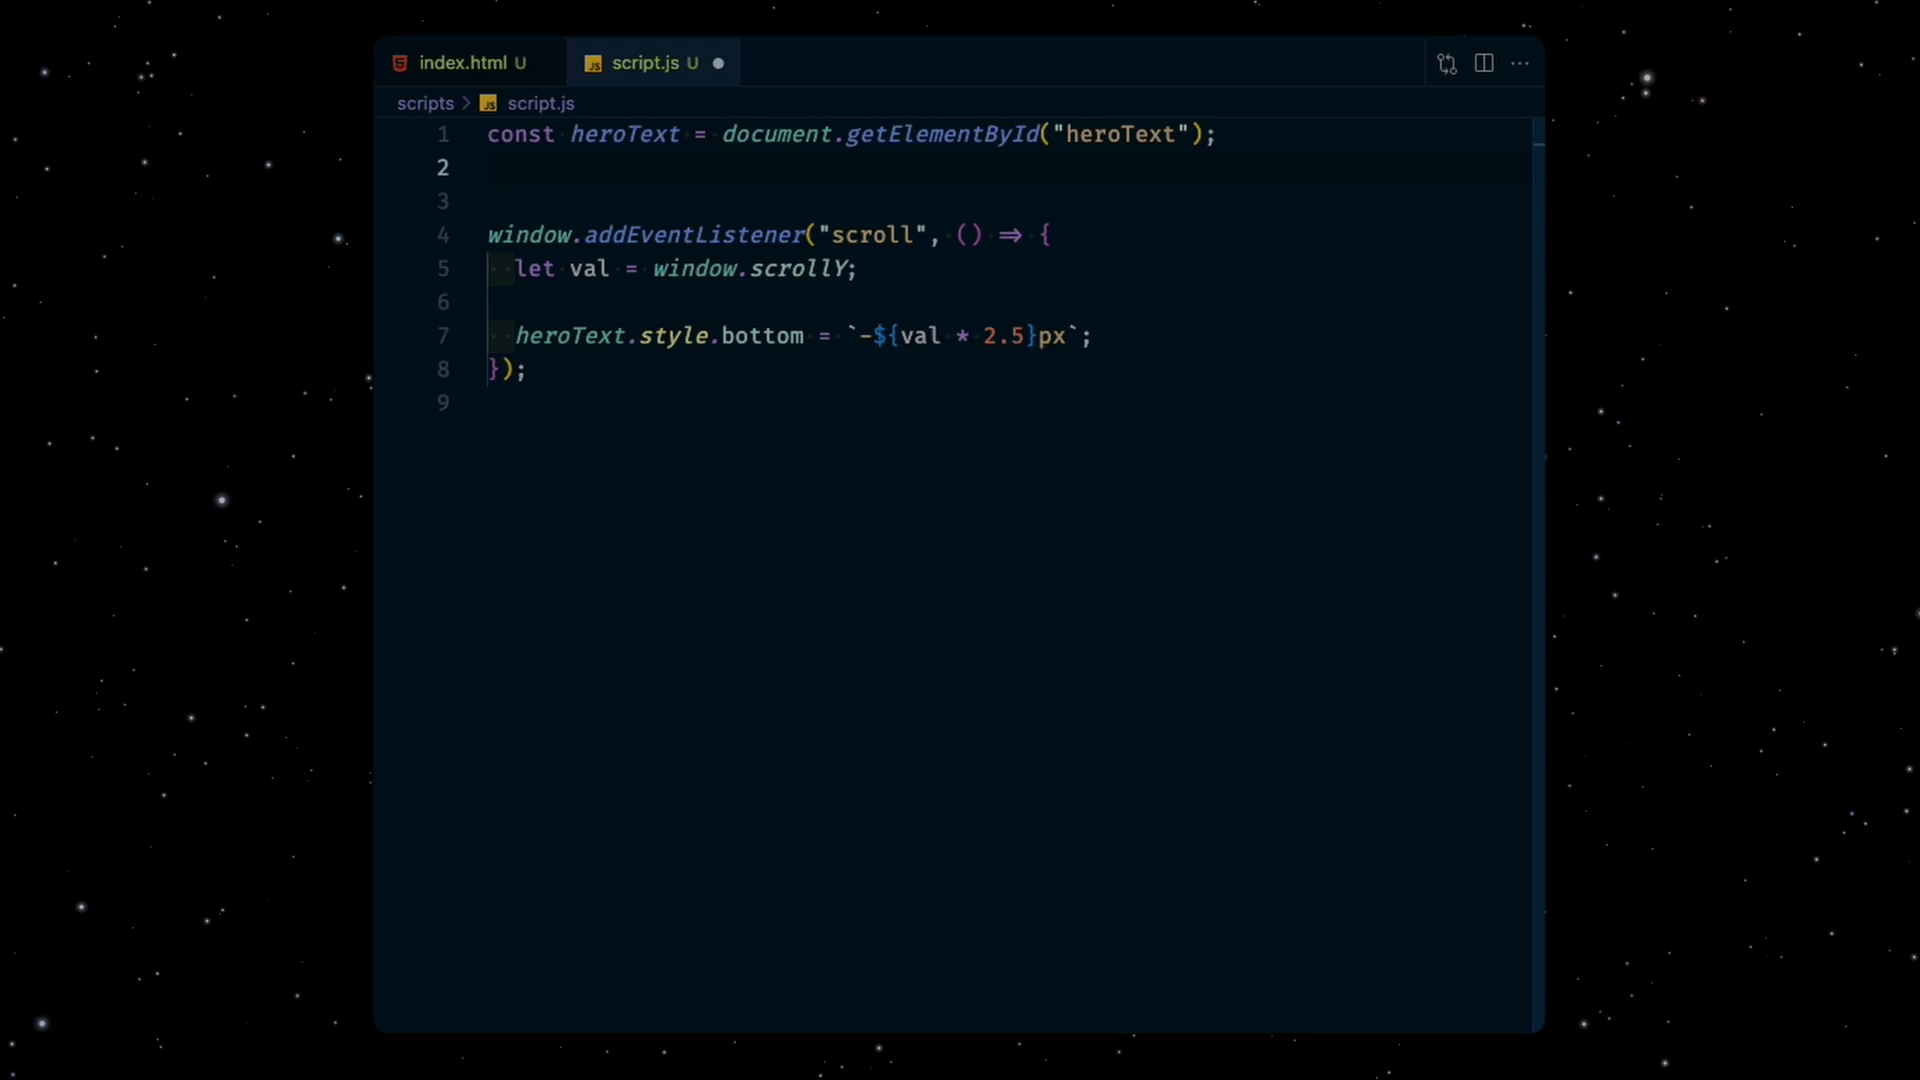 index.html U
script.js U
scripts > script.js
1 const heroText = document.getElementById("heroText");
2
3
4 window.addEventListener("scroll", () => {
5 let val = window.scrollY;
6
7 heroText.style.bottom = `-${val * 2.5}px`;
8 });
9